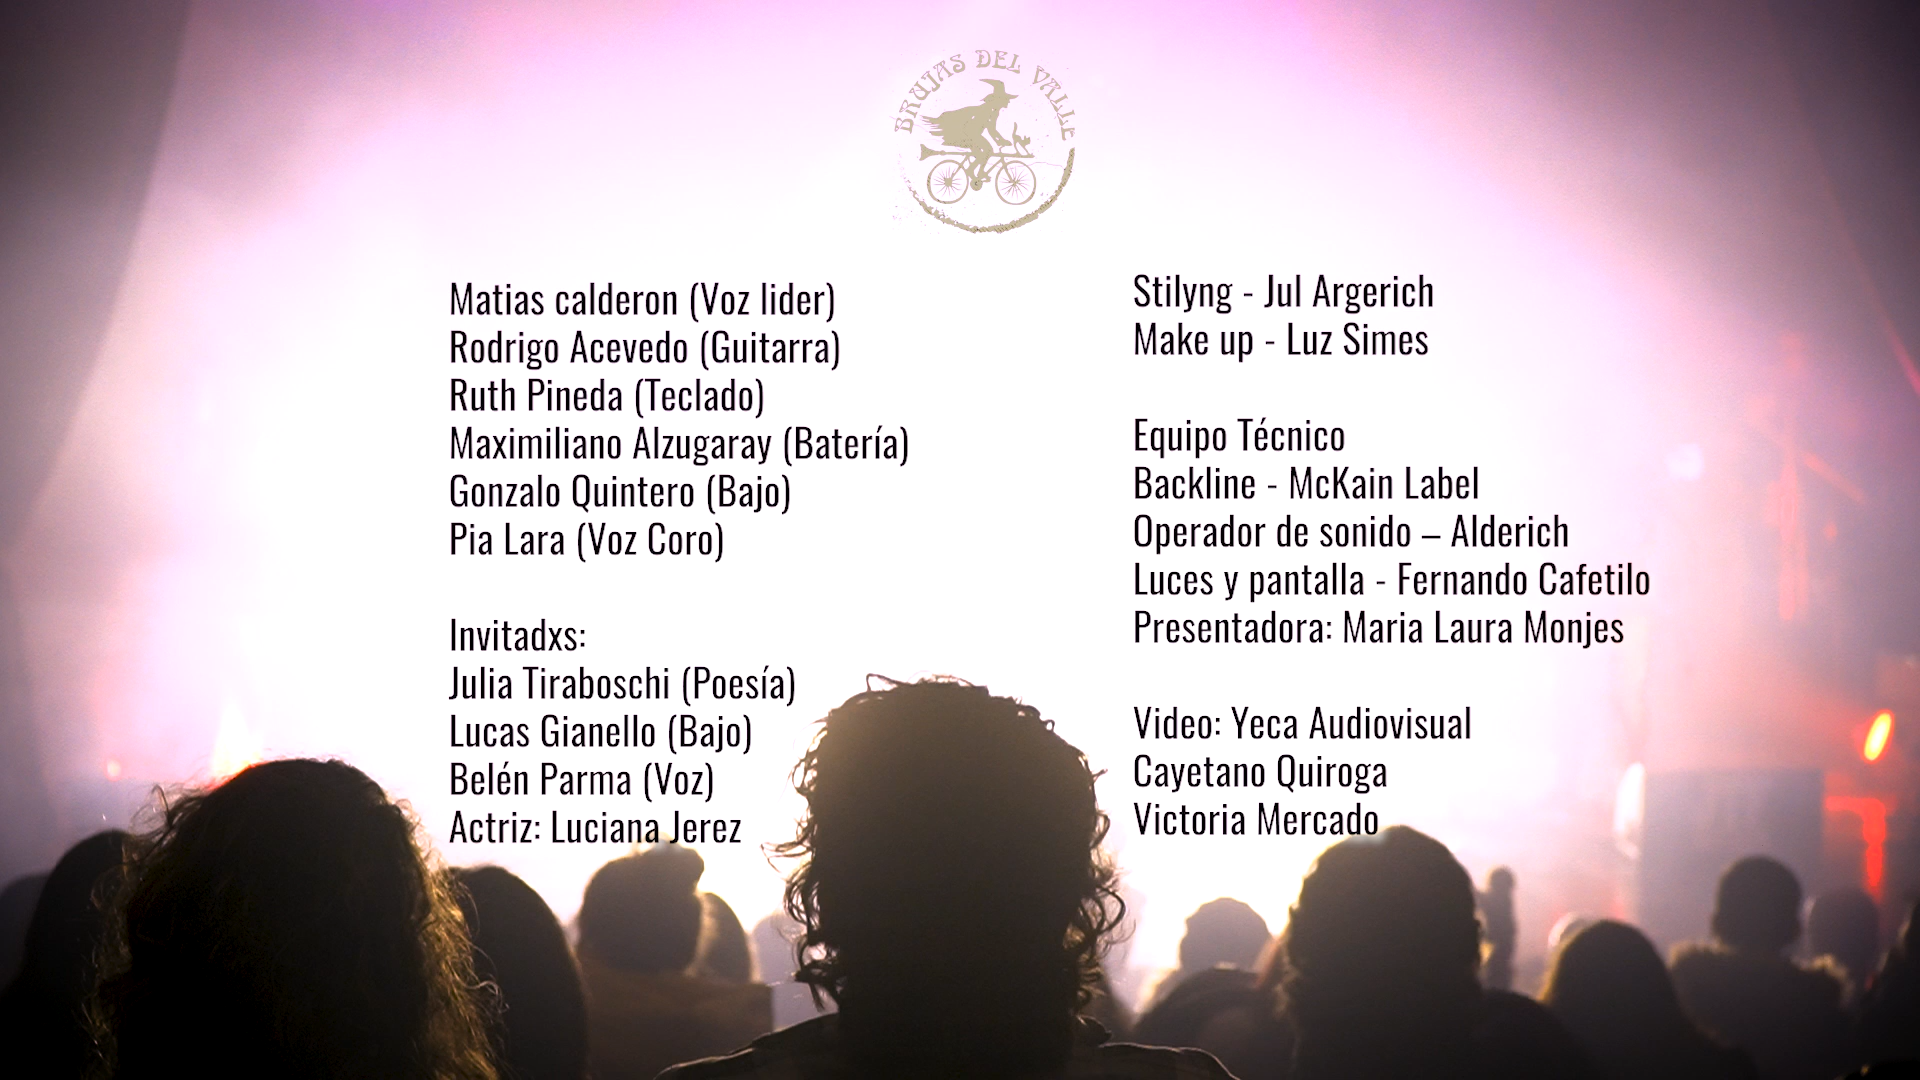 BRUJAS DEL VALLE
Matias calderon (Voz lider)
Rodrigo Acevedo (Guitarra)
Ruth Pineda (Teclado)
Maximiliano Alzugaray (Batería)
Gonzalo Quintero (Bajo)
Pia Lara (Voz Coro)
Invitadxs:
Julia Tiraboschi (Poesía)
Lucas Gianello (Bajo)
Belén Parma (Voz)
Actriz: Luciana Jerez
Stilyng - Jul Argerich
Make up - Luz Simes
Equipo Técnico
Backline - McKain Label
Operador de sonido – Alderich
Luces y pantalla - Fernando Cafetilo
Presentadora: Maria Laura Monjes
Video: Yeca Audiovisual
Cayetano Quiroga
Victoria Mercado